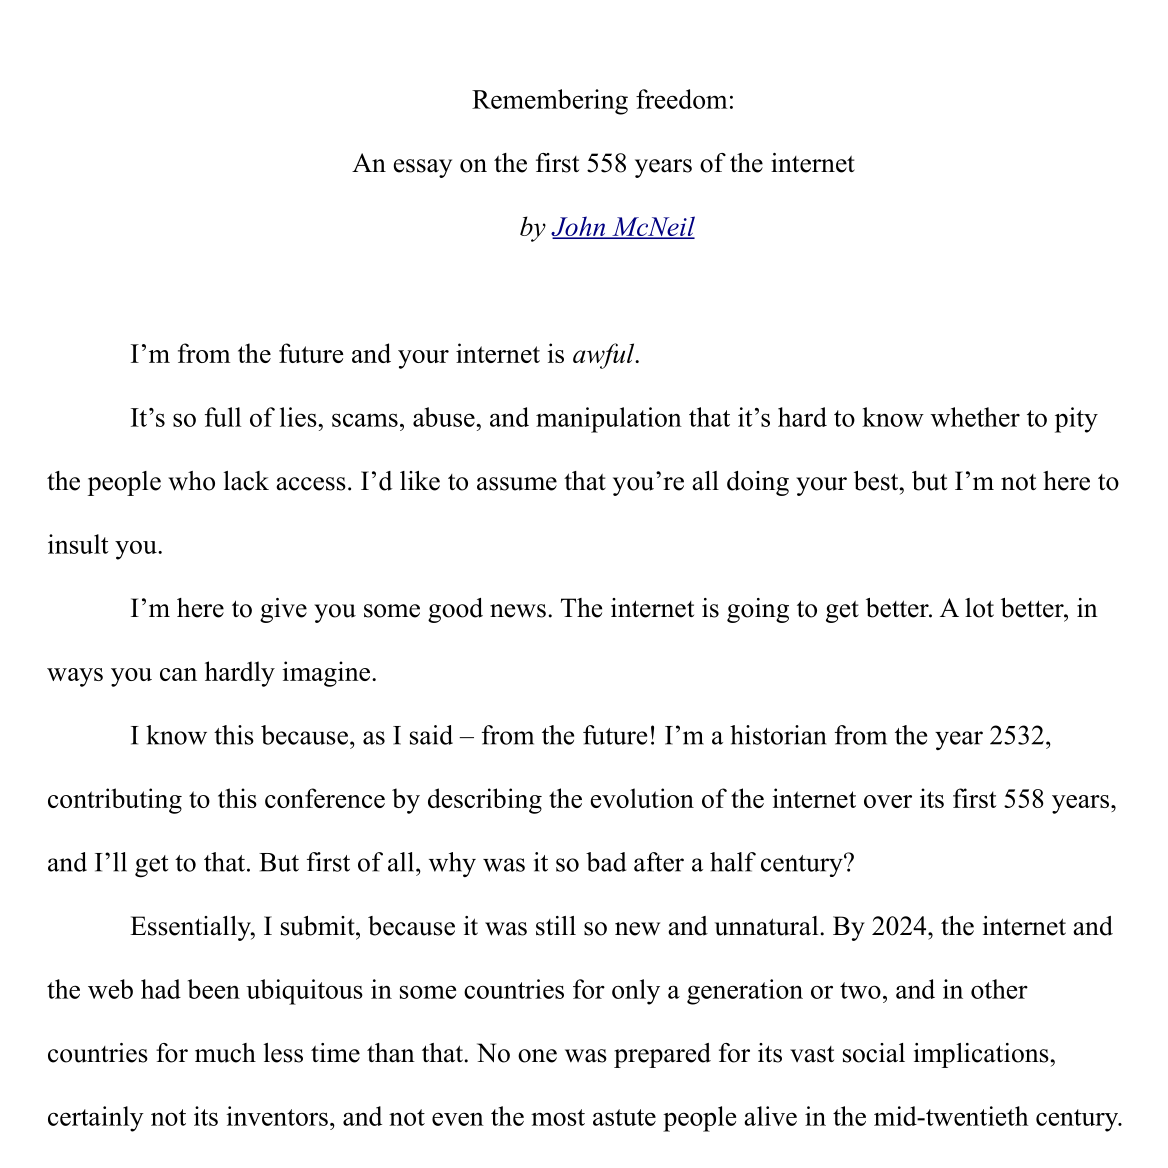 Remembering freedom:
An essay on the first 558 years of the internet
by John McNeil
I’m from the future and your internet is awful.
It’s so full of lies, scams, abuse, and manipulation that it’s hard to know whether to pity
the people who lack access. I’d like to assume that you’re all doing your best, but I’m not here to
insult you.
I’m here to give you some good news. The internet is going to get better. A lot better, in
ways you can hardly imagine.
I know this because, as I said – from the future! I’m a historian from the year 2532,
contributing to this conference by describing the evolution of the internet over its first 558 years,
and I’ll get to that. But first of all, why was it so bad after a half century?
Essentially, I submit, because it was still so new and unnatural. By 2024, the internet and
the web had been ubiquitous in some countries for only a generation or two, and in other
countries for much less time than that. No one was prepared for its vast social implications,
certainly not its inventors, and not even the most astute people alive in the mid-twentieth century.